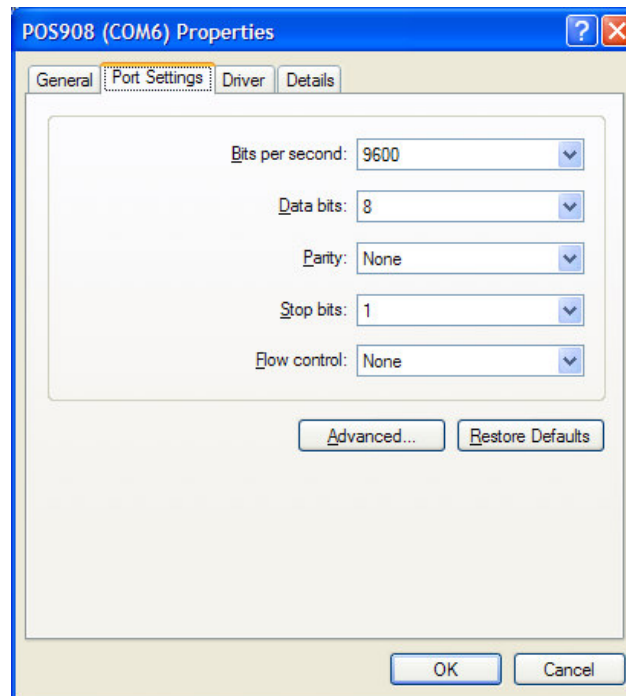 POS908 (COM6) Properties
General Port Settings Driver Details
Bits per second: 9600
Data bits: 8
Parity: None
Stop bits: 1
Flow control: None
Advanced... Restore Defaults
OK Cancel